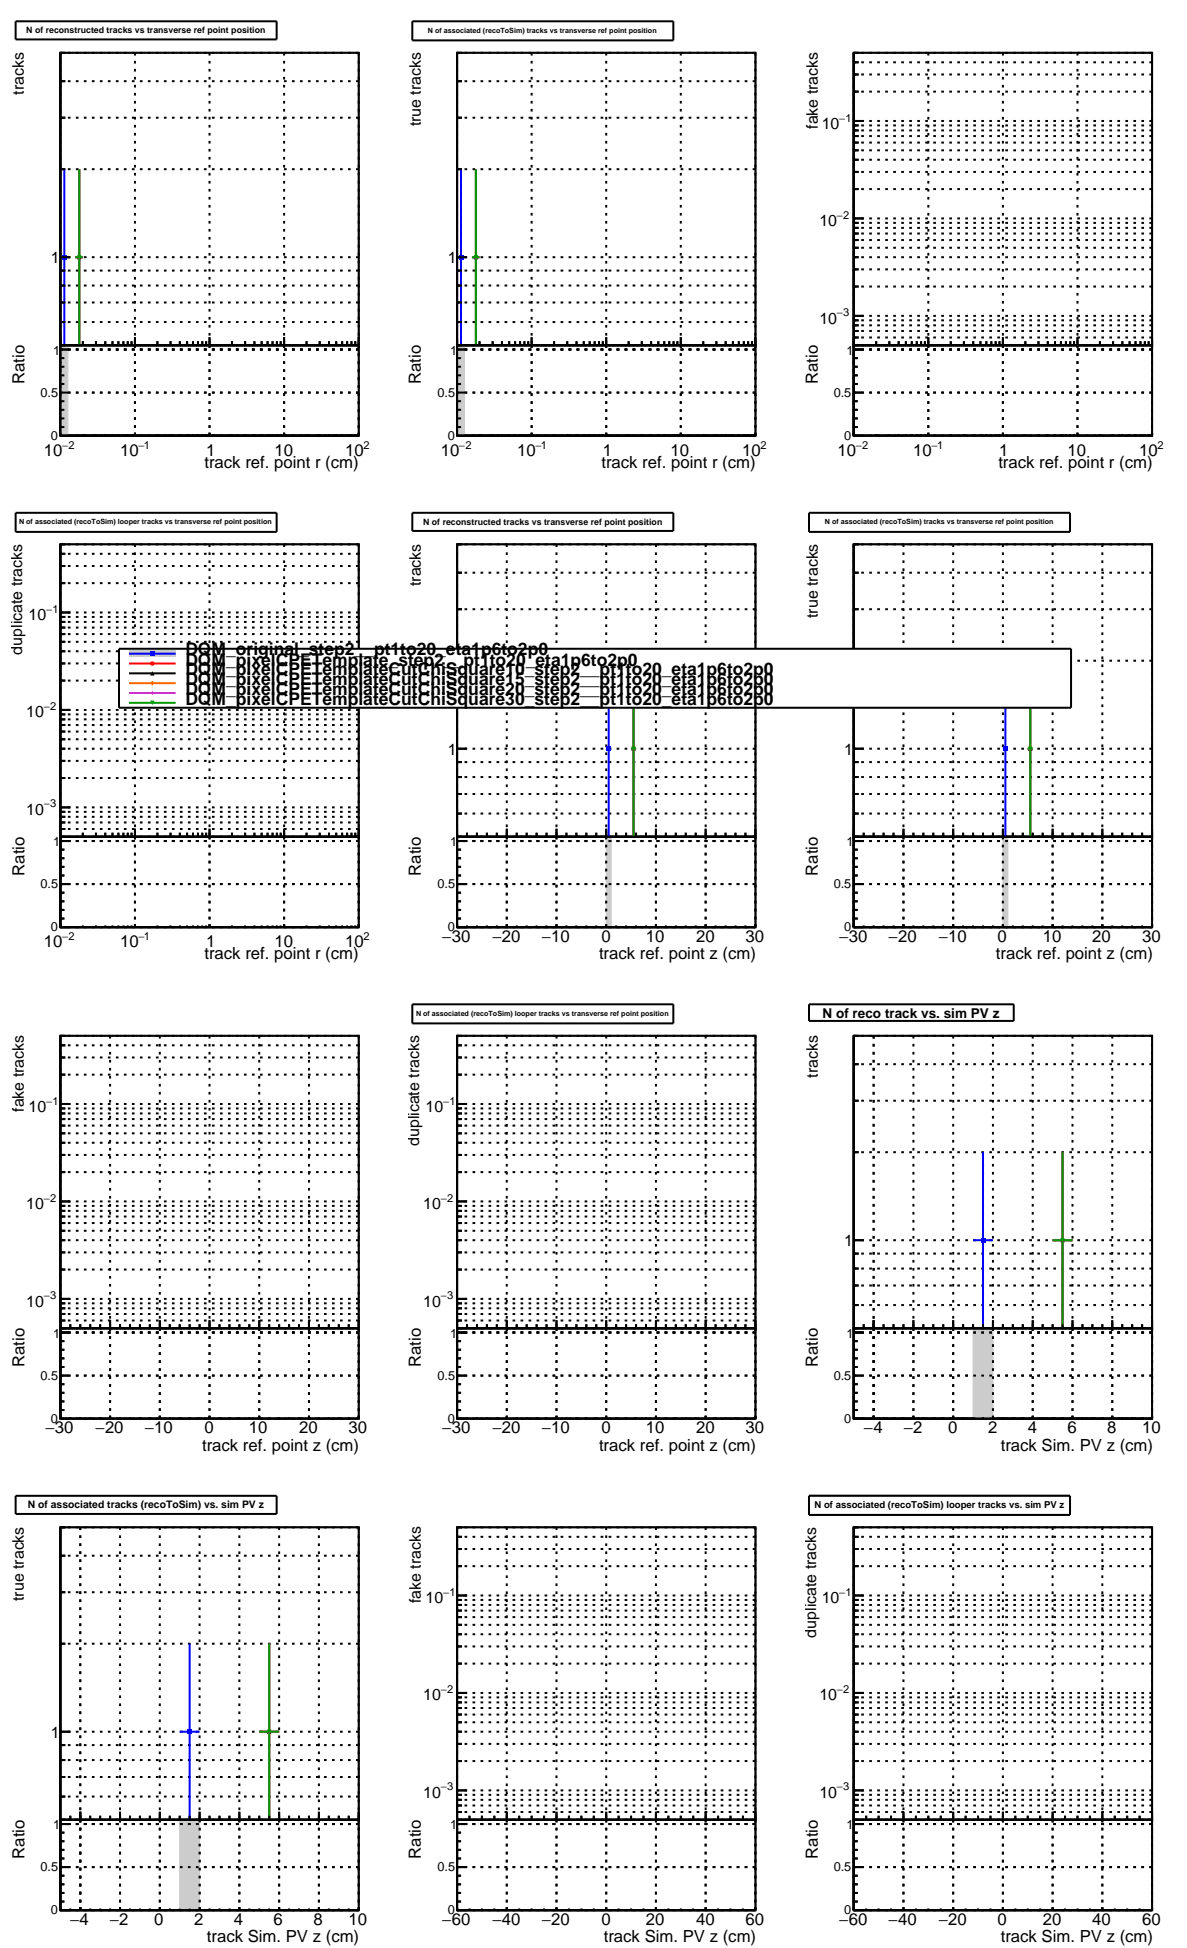 N of reconstructed tracks vs transverse ref point position
tracks
1
Ratio
1
0.5
0
10−2 10−1 1 10 102
track ref. point r (cm)
N of associated (recoToSim) tracks vs transverse ref point position
true tracks
1
Ratio
1
0.5
0
10−2 10−1 1 10 102
track ref. point r (cm)
fake tracks
10−1
10−2
10−3
Ratio
1
0.5
0
10−2 10−1 1 10 102
track ref. point r (cm)
N of associated (recoToSim) looper tracks vs transverse ref point position
duplicate tracks
10−1
10−2
10−3
Ratio
1
0.5
0
10−2 10−1 1 10 102
track ref. point r (cm)
N of reconstructed tracks vs transverse ref point position
tracks
1
Ratio
1
0.5
0
−30 −20 −10 0 10 20 30
track ref. point z (cm)
N of associated (recoToSim) tracks vs transverse ref point position
true tracks
1
Ratio
1
0.5
0
−30 −20 −10 0 10 20 30
track ref. point z (cm)
DQM_original_step2__pt1to20_eta1p6to2p0
DQM_pixelCPETemplate_step2__pt1to20_eta1p6to2p0
DQM_pixelCPETemplateCutChiSquare10_step2__pt1to20_eta1p6to2p0
DQM_pixelCPETemplateCutChiSquare15_step2__pt1to20_eta1p6to2p0
DQM_pixelCPETemplateCutChiSquare20_step2__pt1to20_eta1p6to2p0
DQM_pixelCPETemplateCutChiSquare30_step2__pt1to20_eta1p6to2p0
fake tracks
10−1
10−2
10−3
Ratio
1
0.5
0
−30 −20 −10 0 10 20 30
track ref. point z (cm)
N of associated (recoToSim) looper tracks vs transverse ref point position
duplicate tracks
10−1
10−2
10−3
Ratio
1
0.5
0
−30 −20 −10 0 10 20 30
track ref. point z (cm)
N of reco track vs. sim PV z
tracks
1
Ratio
1
0.5
0
−4 −2 0 2 4 6 8 10
track Sim. PV z (cm)
N of associated tracks (recoToSim) vs. sim PV z
true tracks
1
Ratio
1
0.5
0
−4 −2 0 2 4 6 8 10
track Sim. PV z (cm)
fake tracks
10−1
10−2
10−3
Ratio
1
0.5
0
−60 −40 −20 0 20 40 60
track Sim. PV z (cm)
N of associated (recoToSim) looper tracks vs. sim PV z
duplicate tracks
10−1
10−2
10−3
Ratio
1
0.5
0
−60 −40 −20 0 20 40 60
track Sim. PV z (cm)